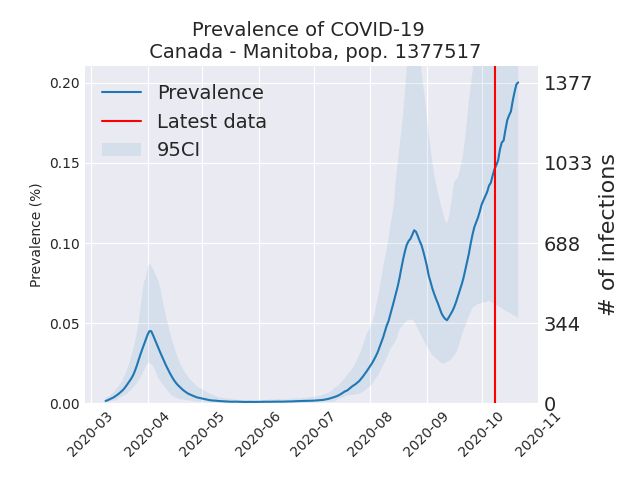 Prevalence of COVID-19
Canada - Manitoba, pop. 1377517
Prevalence
Latest data
95CI
Prevalence (%)
0.20
0.15
0.10
0.05
0.00
1377
1033
688
344
0
# of infections
2020-03
2020-04
2020-05
2020-06
2020-07
2020-08
2020-09
2020-10
2020-11